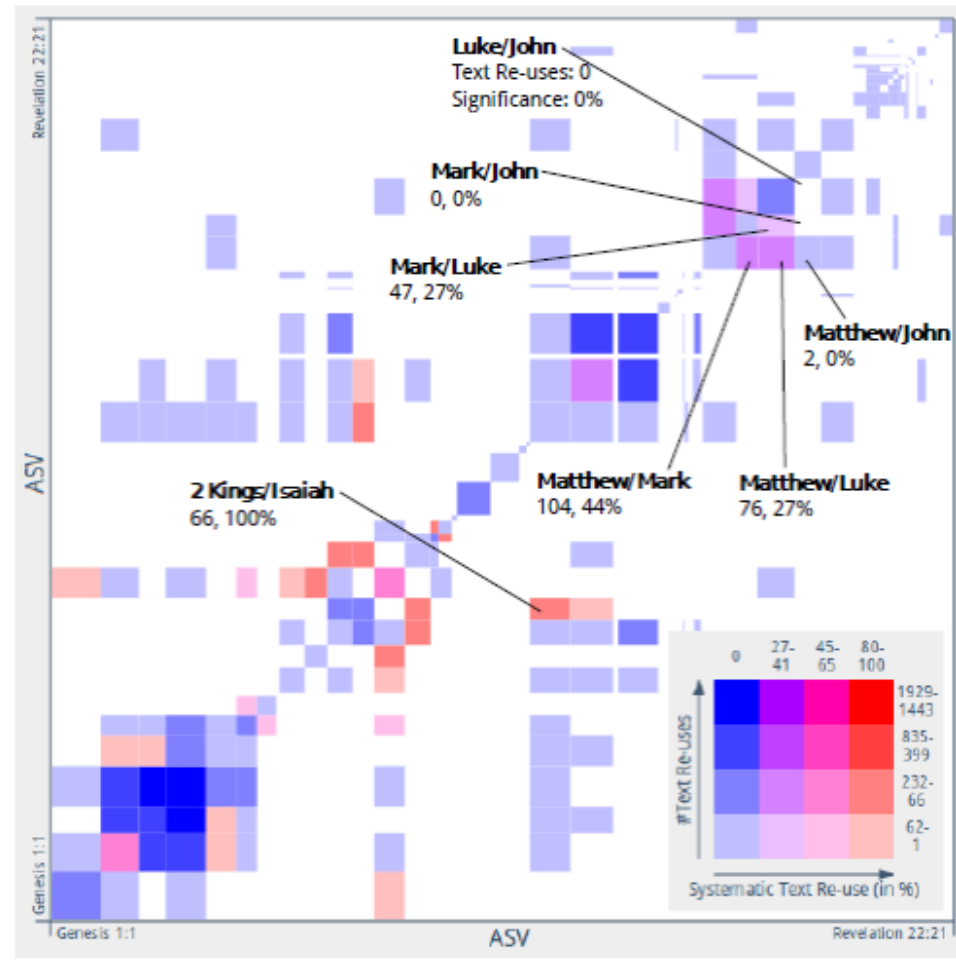 Revelation 22:21
Luke/John
Text Re-uses: 0
Significance: 0%
Mark/John
0, 0%
Mark/Luke
47, 27%
Matthew/John
2, 0%
ASV
2 Kings/Isaiah
66, 100%
Matthew/Mark
104, 44%
Matthew/Luke
76, 27%
0
27-
41
45-
65
80-
100
#Text Re-uses
1929-
1443
835-
399
232-
66
62-
1
Systematic Text Re-use (in %)
Genesis 1:1
Genesis 1:1
ASV
Revelation 22:21